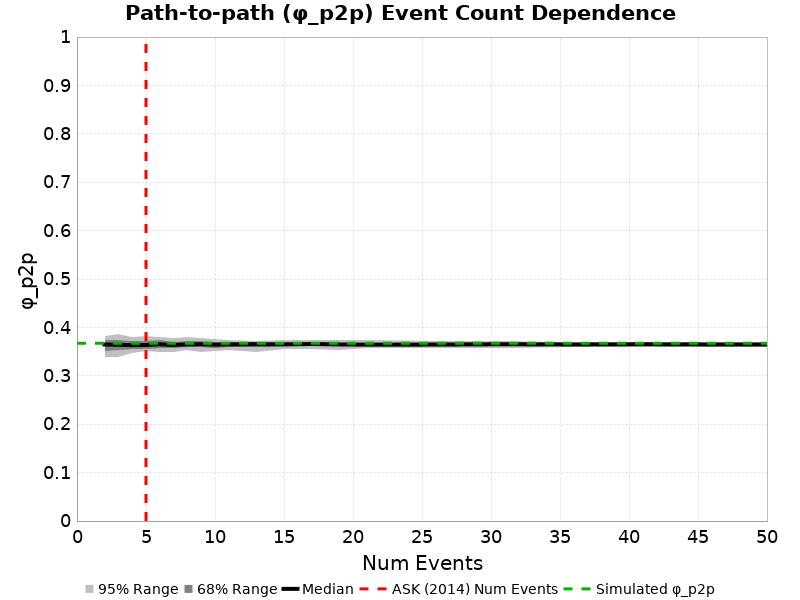 Path-to-path (φ_p2p) Event Count Dependence
1
0.9
0.8
0.7
0.6
0.5
0.4
0.3
0.2
0.1
0
φ_p2p
0 5 10 15 20 25 30 35 40 45 50
Num Events
95% Range 68% Range Median ASK (2014) Num Events Simulated φ_p2p